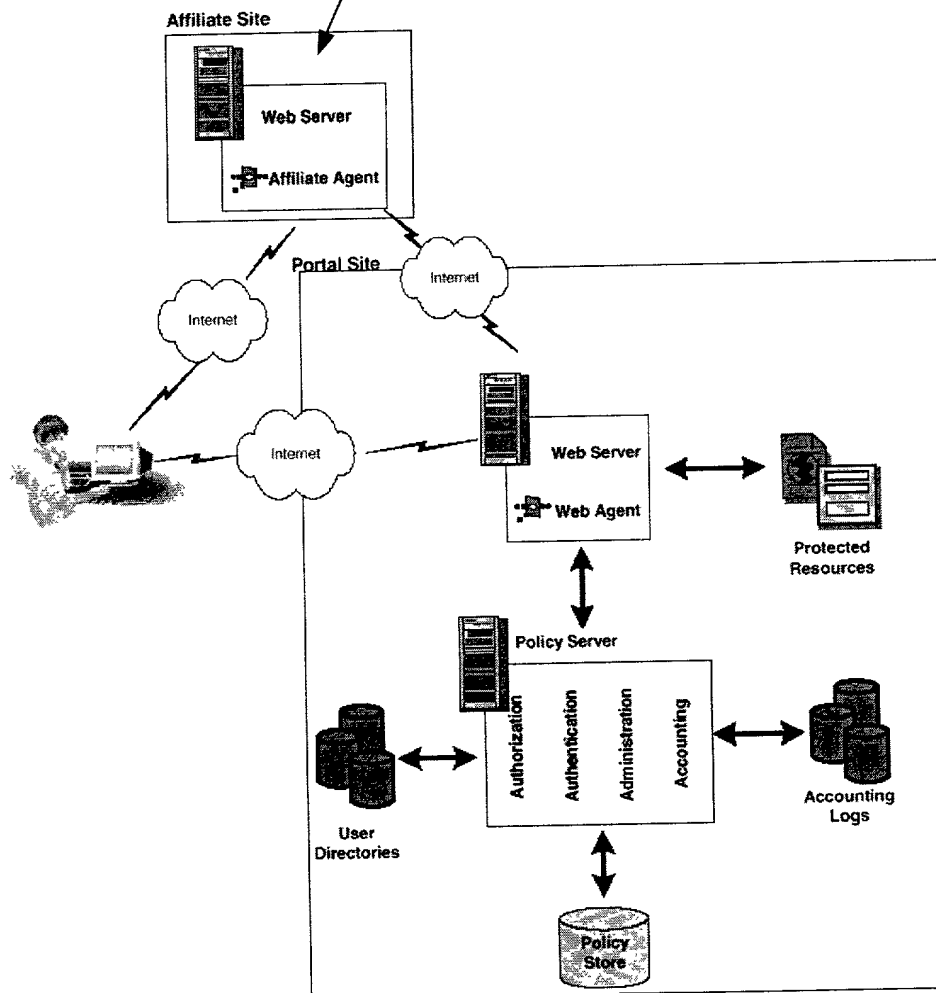 Affiliate Site
Web Server
Affiliate Agent
Portal Site
Internet
Internet
Internet
Web Server
Web Agent
Protected
Resources
Policy Server
Authorization
Authentication
Administration
Accounting
User
Directories
Accounting
Logs
Policy
Store